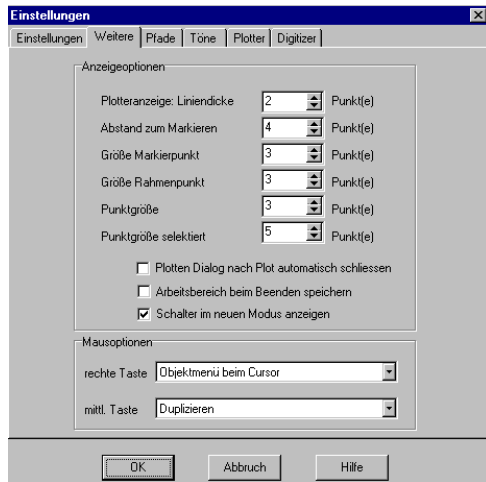 Einstellungen
Einstellungen Weitere Pfade Töne Plotter Digitizer
Anzeigeoptionen
Plotteranzeige: Liniendicke 2 Punkt(e)
Abstand zum Markieren 4 Punkt(e)
Größe Markierpunkt 3 Punkt(e)
Größe Rahmenpunkt 3 Punkt(e)
Punktgröße 3 Punkt(e)
Punktgröße selektiert 5 Punkt(e)
Plotten Dialog nach Plot automatisch schliessen
Arbeitsbereich beim Beenden speichern
Schalter im neuen Modus anzeigen
Mausoptionen
rechte Taste Objektmenü beim Cursor
mittl. Taste Duplizieren
OK Abbruch Hilfe